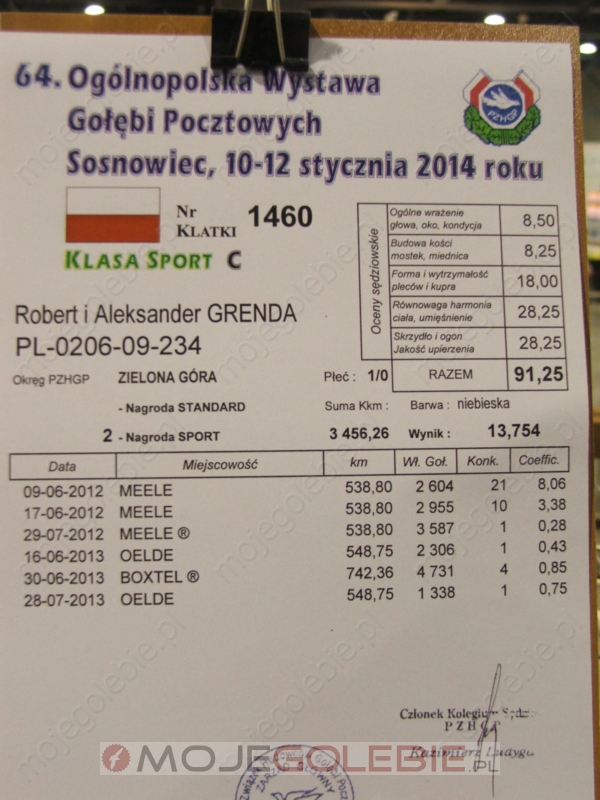 64. Ogólnopolska Wystawa
Gołębi Pocztowych
Sosnowiec, 10-12 stycznia 2014 roku
PZHGP
Nr KLATKI 1460
KLASA SPORT C
Oceny sędziowskie
Ogólne wrażenie głowa, oko, kondycja 8,50
Budowa kości mostek, miednica 8,25
Forma i wytrzymałość pleców i kupra 18,00
Równowaga harmonia ciała, umięśnienie 28,25
Skrzydło i ogon Jakość upierzenia 28,25
RAZEM 91,25
Robert i Aleksander GRENDA
PL-0206-09-234
Okręg PZHGP ZIELONA GÓRA Płeć : 1/0
- Nagroda STANDARD Suma Kkm : Barwa : niebieska
2 - Nagroda SPORT 3 456,26 Wynik : 13,754
Data Miejscowość km Wł. Goł. Konk. Coeffic.
09-06-2012 MEELE 538,80 2 604 21 8,06
17-06-2012 MEELE 538,80 2 955 10 3,38
29-07-2012 MEELE ® 538,80 3 587 1 0,28
16-06-2013 OELDE 548,75 2 306 1 0,43
30-06-2013 BOXTEL ® 742,36 4 731 4 0,85
28-07-2013 OELDE 548,75 1 338 1 0,75
Członek Kolegium
PZHGP
Kazimierz
MOJEGOLEBIE.PL
ZARZĄD GŁÓWNY
mojegolebie.pl